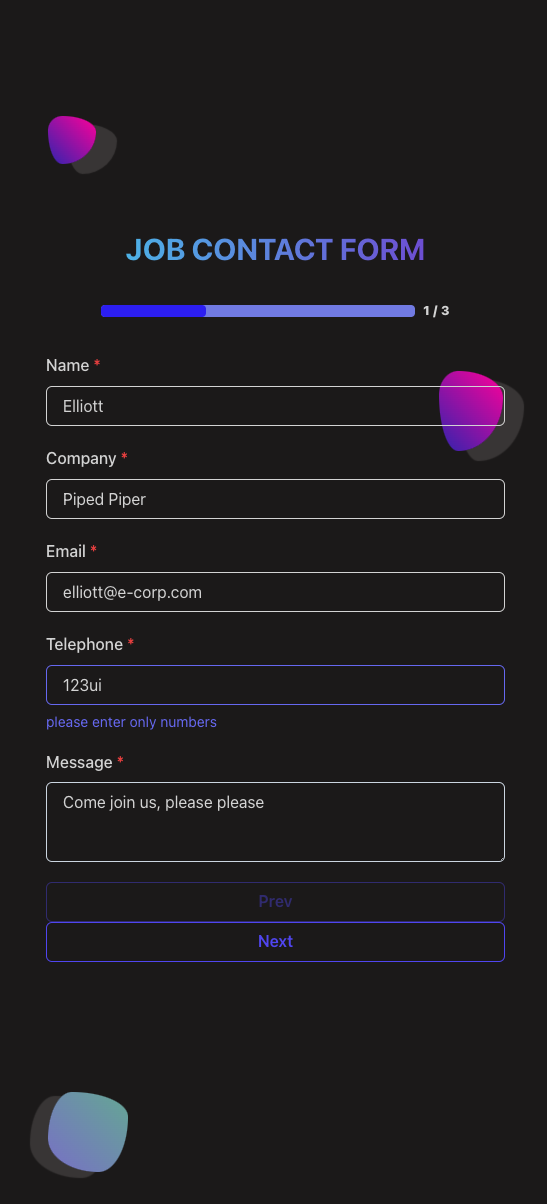 JOB CONTACT FORM
1 / 3
Name *
Elliott
Company *
Piped Piper
Email *
elliott@e-corp.com
Telephone *
123ui
please enter only numbers
Message *
Come join us, please please
Prev
Next